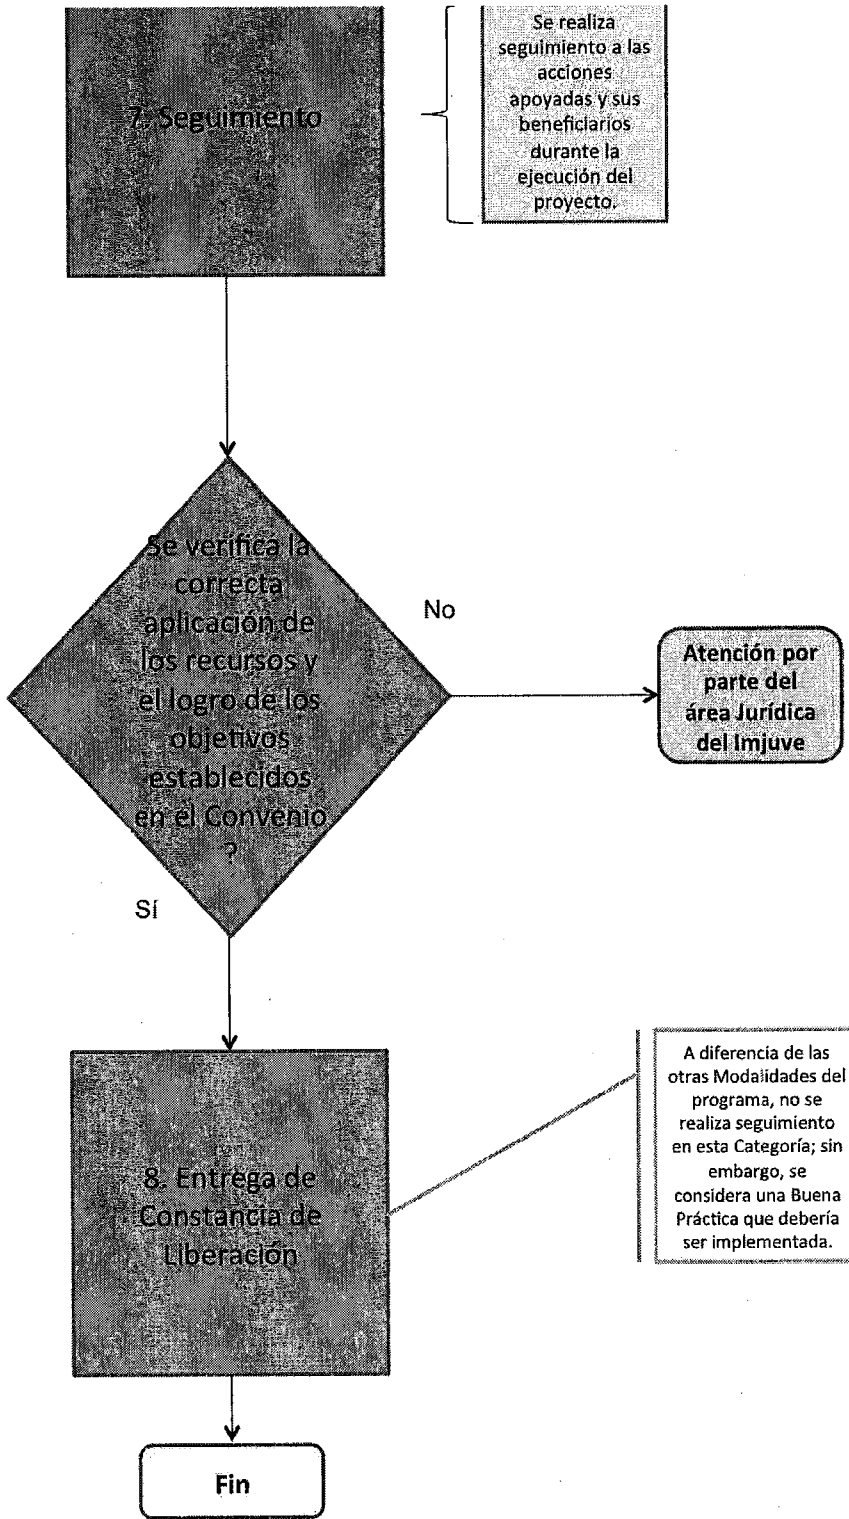 7. Seguimiento
Se realiza
seguimiento a las
acciones
apoyadas y sus
beneficiarios
durante la
ejecución del
proyecto.
Se verifica la
correcta
aplicación de
los recursos y
el logro de los
objetivos
establecidos
en el Convenio
?
No
Atención por
parte del
área Jurídica
del Imjuve
Sí
8. Entrega de
Constancia de
Liberación
A diferencia de las
otras Modalidades del
programa, no se
realiza seguimiento
en esta Categoría; sin
embargo, se
considera una Buena
Práctica que debería
ser implementada.
Fin